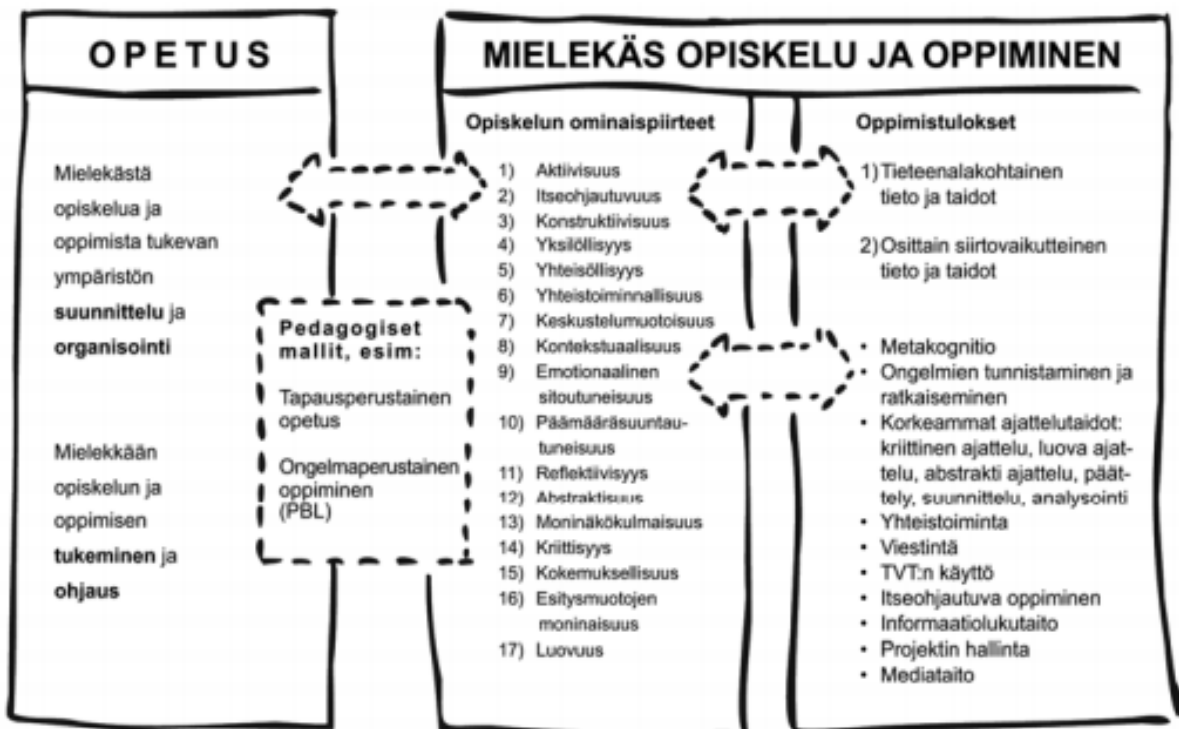 OPETUS
Mielekästä
opiskelua ja
oppimista tukevan
ympäristön
suunnittelu ja
organisointi
Mielekkään
opiskelun ja
oppimisen
tukeminen ja
ohjaus
Pedagogiset
mallit, esim:
Tapausperustainen
opetus
Ongelmaperustainen
oppiminen
(PBL)
MIELEKÄS OPISKELU JA OPPIMINEN
Opiskelun ominaispiirteet
1) Aktiivisuus
2) Itseohjautuvuus
3) Konstruktiivisuus
4) Yksilöllisyys
5) Yhteisöllisyys
6) Yhteistoiminnallisuus
7) Keskustelumuotoisuus
8) Kontekstuaalisuus
9) Emotionaalinen
sitoutuneisuus
10) Päämääräsuuntau-
tuneisuus
11) Reflektiivisyys
12) Abstraktisuus
13) Moninäkökulmaisuus
14) Kriittisyys
15) Kokemuksellisuus
16) Esitysmuotojen
moninaisuus
17) Luovuus
Oppimistulokset
1) Tieteenalakohtainen
tieto ja taidot
2) Osittain siirtovaikutteinen
tieto ja taidot
• Metakognitio
• Ongelmien tunnistaminen ja
ratkaiseminen
• Korkeammat ajattelutaidot:
kriittinen ajattelu, luova ajat-
telu, abstrakti ajattelu, päät-
tely, suunnittelu, analysointi
• Yhteistoiminta
• Viestintä
• TVT:n käyttö
• Itseohjautuva oppiminen
• Informaatiolukutaito
• Projektin hallinta
• Mediataito